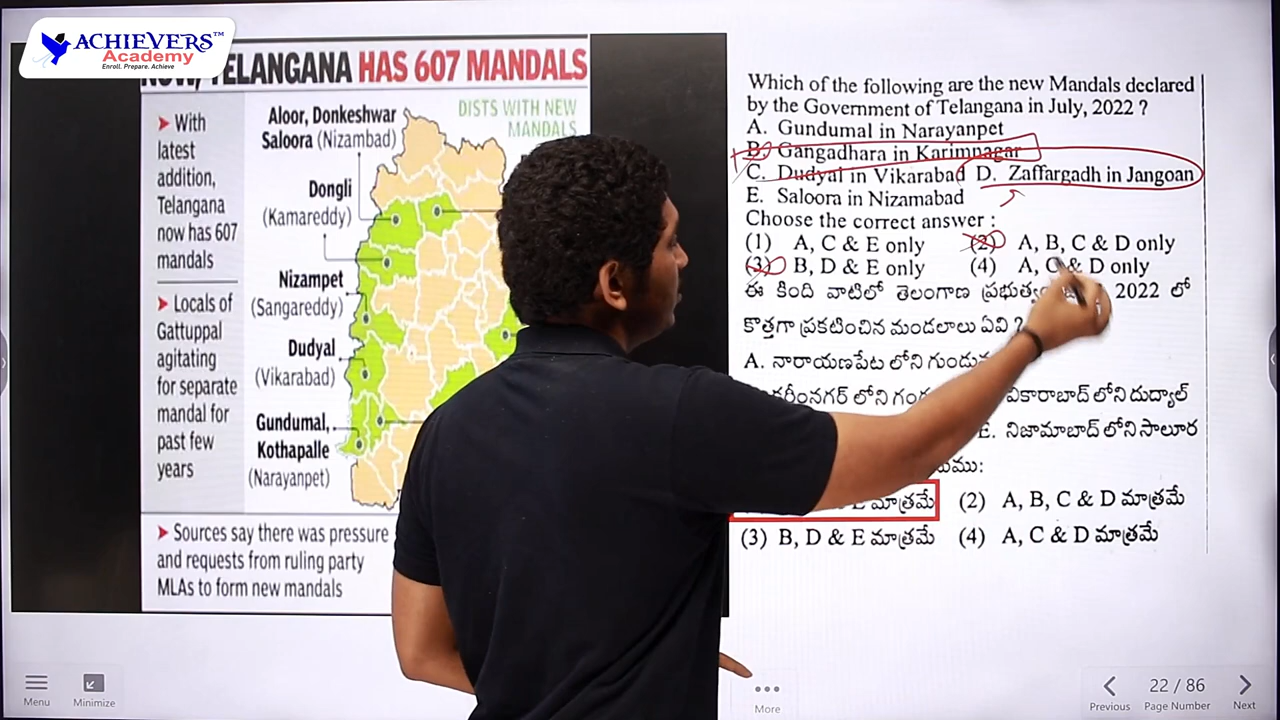 ACHIEVERS™
Academy
Enroll. Prepare. Achieve
TELANGANA HAS 607 MANDALS
With
latest
addition,
Telangana
now has 607
mandals
Locals of
Gattuppal
agitating
for separate
mandal for
past few
years
Aloor, Donkeshwar
Saloora (Nizambad)
DISTS WITH NEW
MANDALS
Dongli
(Kamareddy)
Nizampet
(Sangareddy)
Dudyal
(Vikarabad)
Gundumal,
Kothapalle
(Narayanpet)
Sources say there was pressure
and requests from ruling party
MLAs to form new mandals
Which of the following are the new Mandals declared
by the Government of Telangana in July, 2022 ?
A. Gundumal in Narayanpet
B. Gangadhara in Karimnagar
C. Dudyal in Vikarabad D. Zaffargadh in Jangoan
E. Saloora in Nizamabad
Choose the correct answer :
(1) A, C & E only (2) A, B, C & D only
(3) B, D & E only (4) A, C & D only
ఈ కింది వాటిలో తెలంగాణ 2022 లో
కొత్తగా ప్రకటించిన మండలాలు ఏవి ?
A. నారాయణపేట లోని
లోని వికారాబాద్ లోని దుద్యాల్
E. నిజామాబాద్ లోని సాలూర
మాత్రమే (2) A, B, C & D మాత్రమే
(3) B, D & E మాత్రమే (4) A, C & D మాత్రమే
Menu
Minimize
More
Previous
22 / 86
Page Number
Next